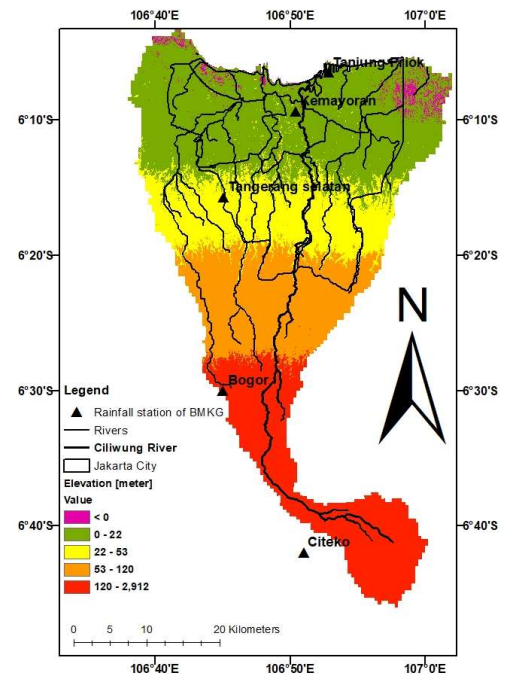 106°40'E 106°50'E 107°0'E
Tanjung Priok
Kemayoran
6°10'S 6°10'S
Tangerang selatan
6°20'S 6°20'S
N
Bogor
6°30'S 6°30'S
Legend
Rainfall station of BMKG
Rivers
Ciliwung River
Jakarta City
Elevation [meter]
Value
< 0
0 - 22
22 - 53
53 - 120
120 - 2,912
6°40'S 6°40'S
Citeko
0 5 10 20 Kilometers
106°40'E 106°50'E 107°0'E